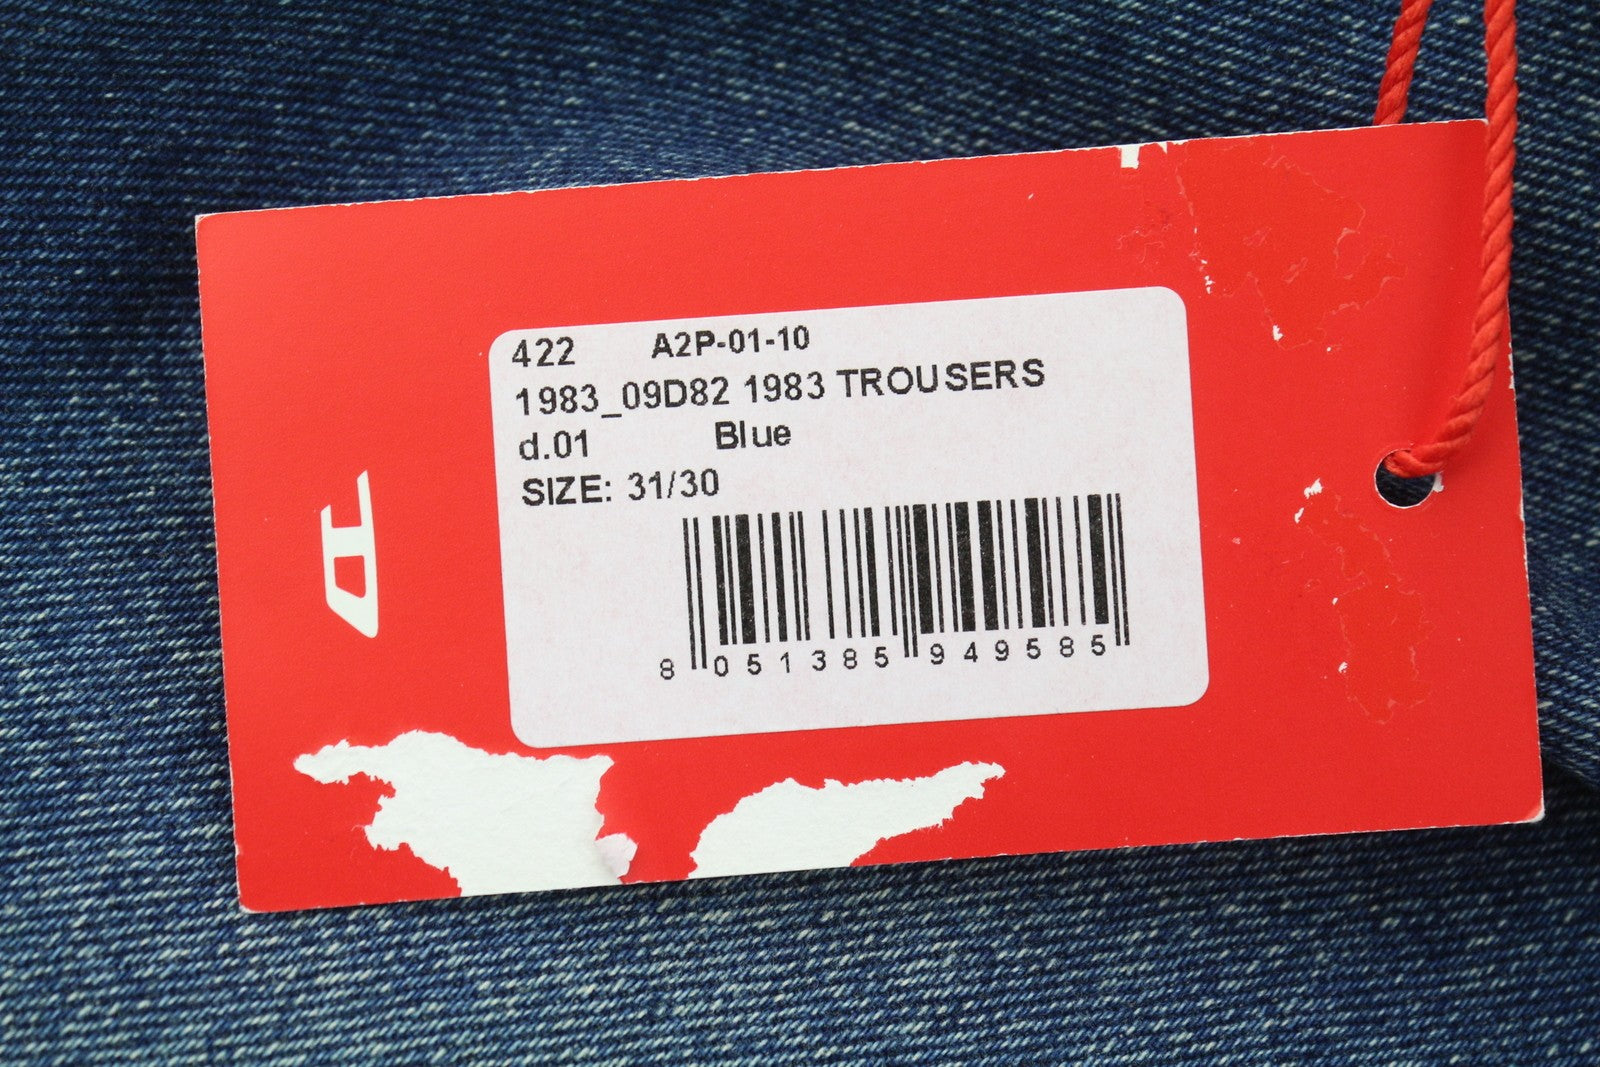 422 A2P-01-10
1983_09D82 1983 TROUSERS
d.01 Blue
SIZE: 31/30
8 051385 949585